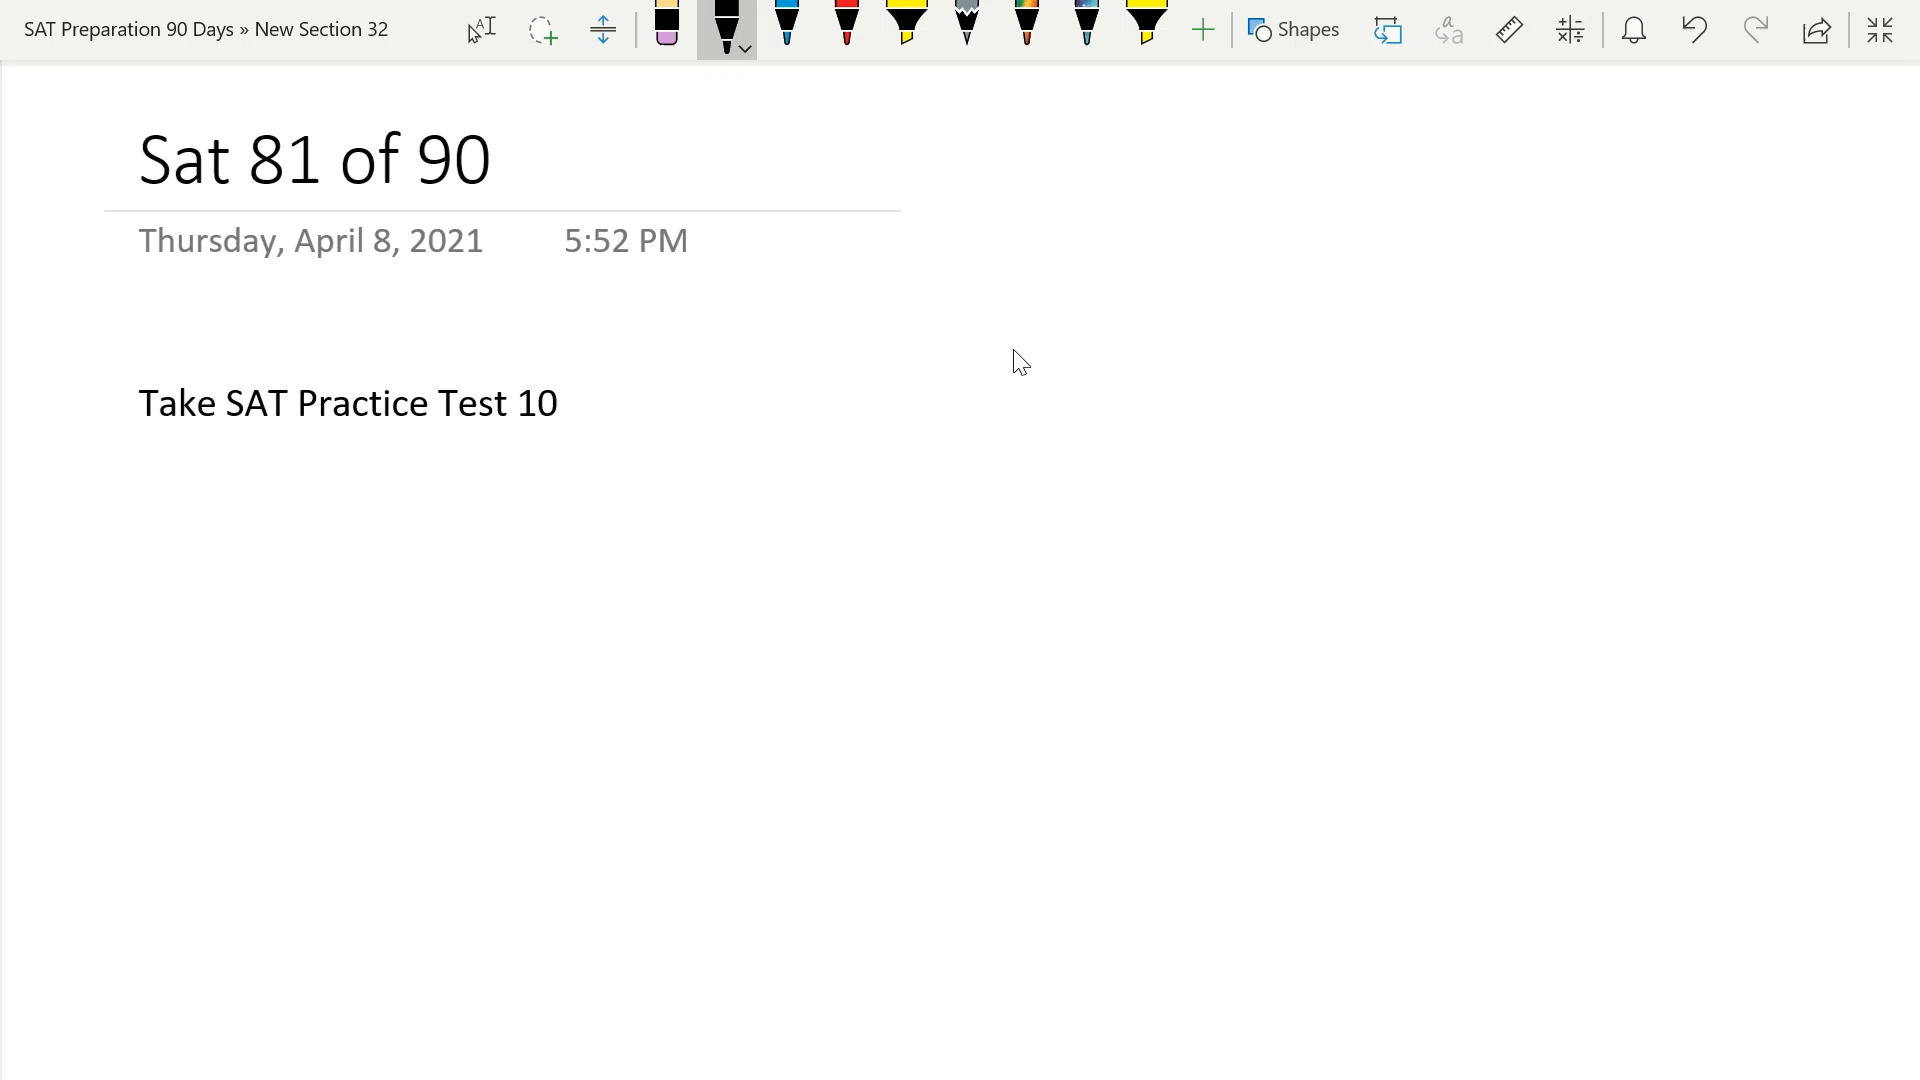 SAT Preparation 90 Days » New Section 32
Shapes
Sat 81 of 90
Thursday, April 8, 2021 5:52 PM
Take SAT Practice Test 10